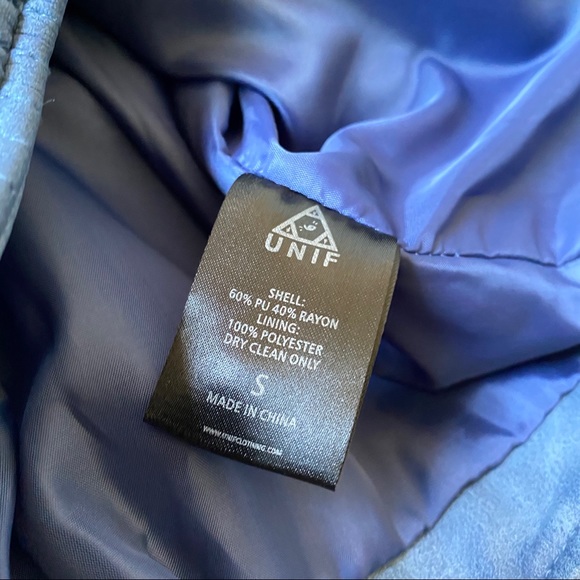 UNIF
SHELL:
60% PU 40% RAYON
LINING:
100% POLYESTER
DRY CLEAN ONLY
S
MADE IN CHINA
WWW.UNIFCLOTHING.COM